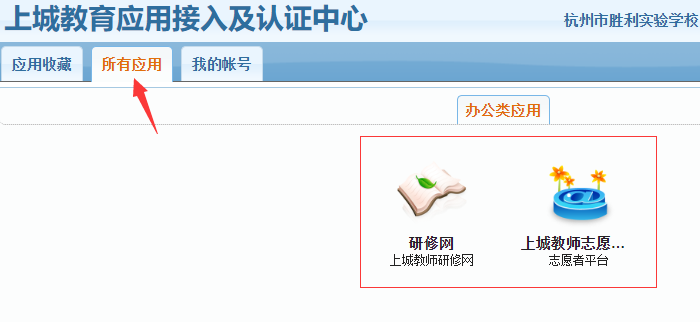 上城教育应用接入及认证中心
杭州市胜利实验学校
应用收藏
所有应用
我的帐号
办公类应用
研修网
上城教师研修网
上城教师志愿...
志愿者平台